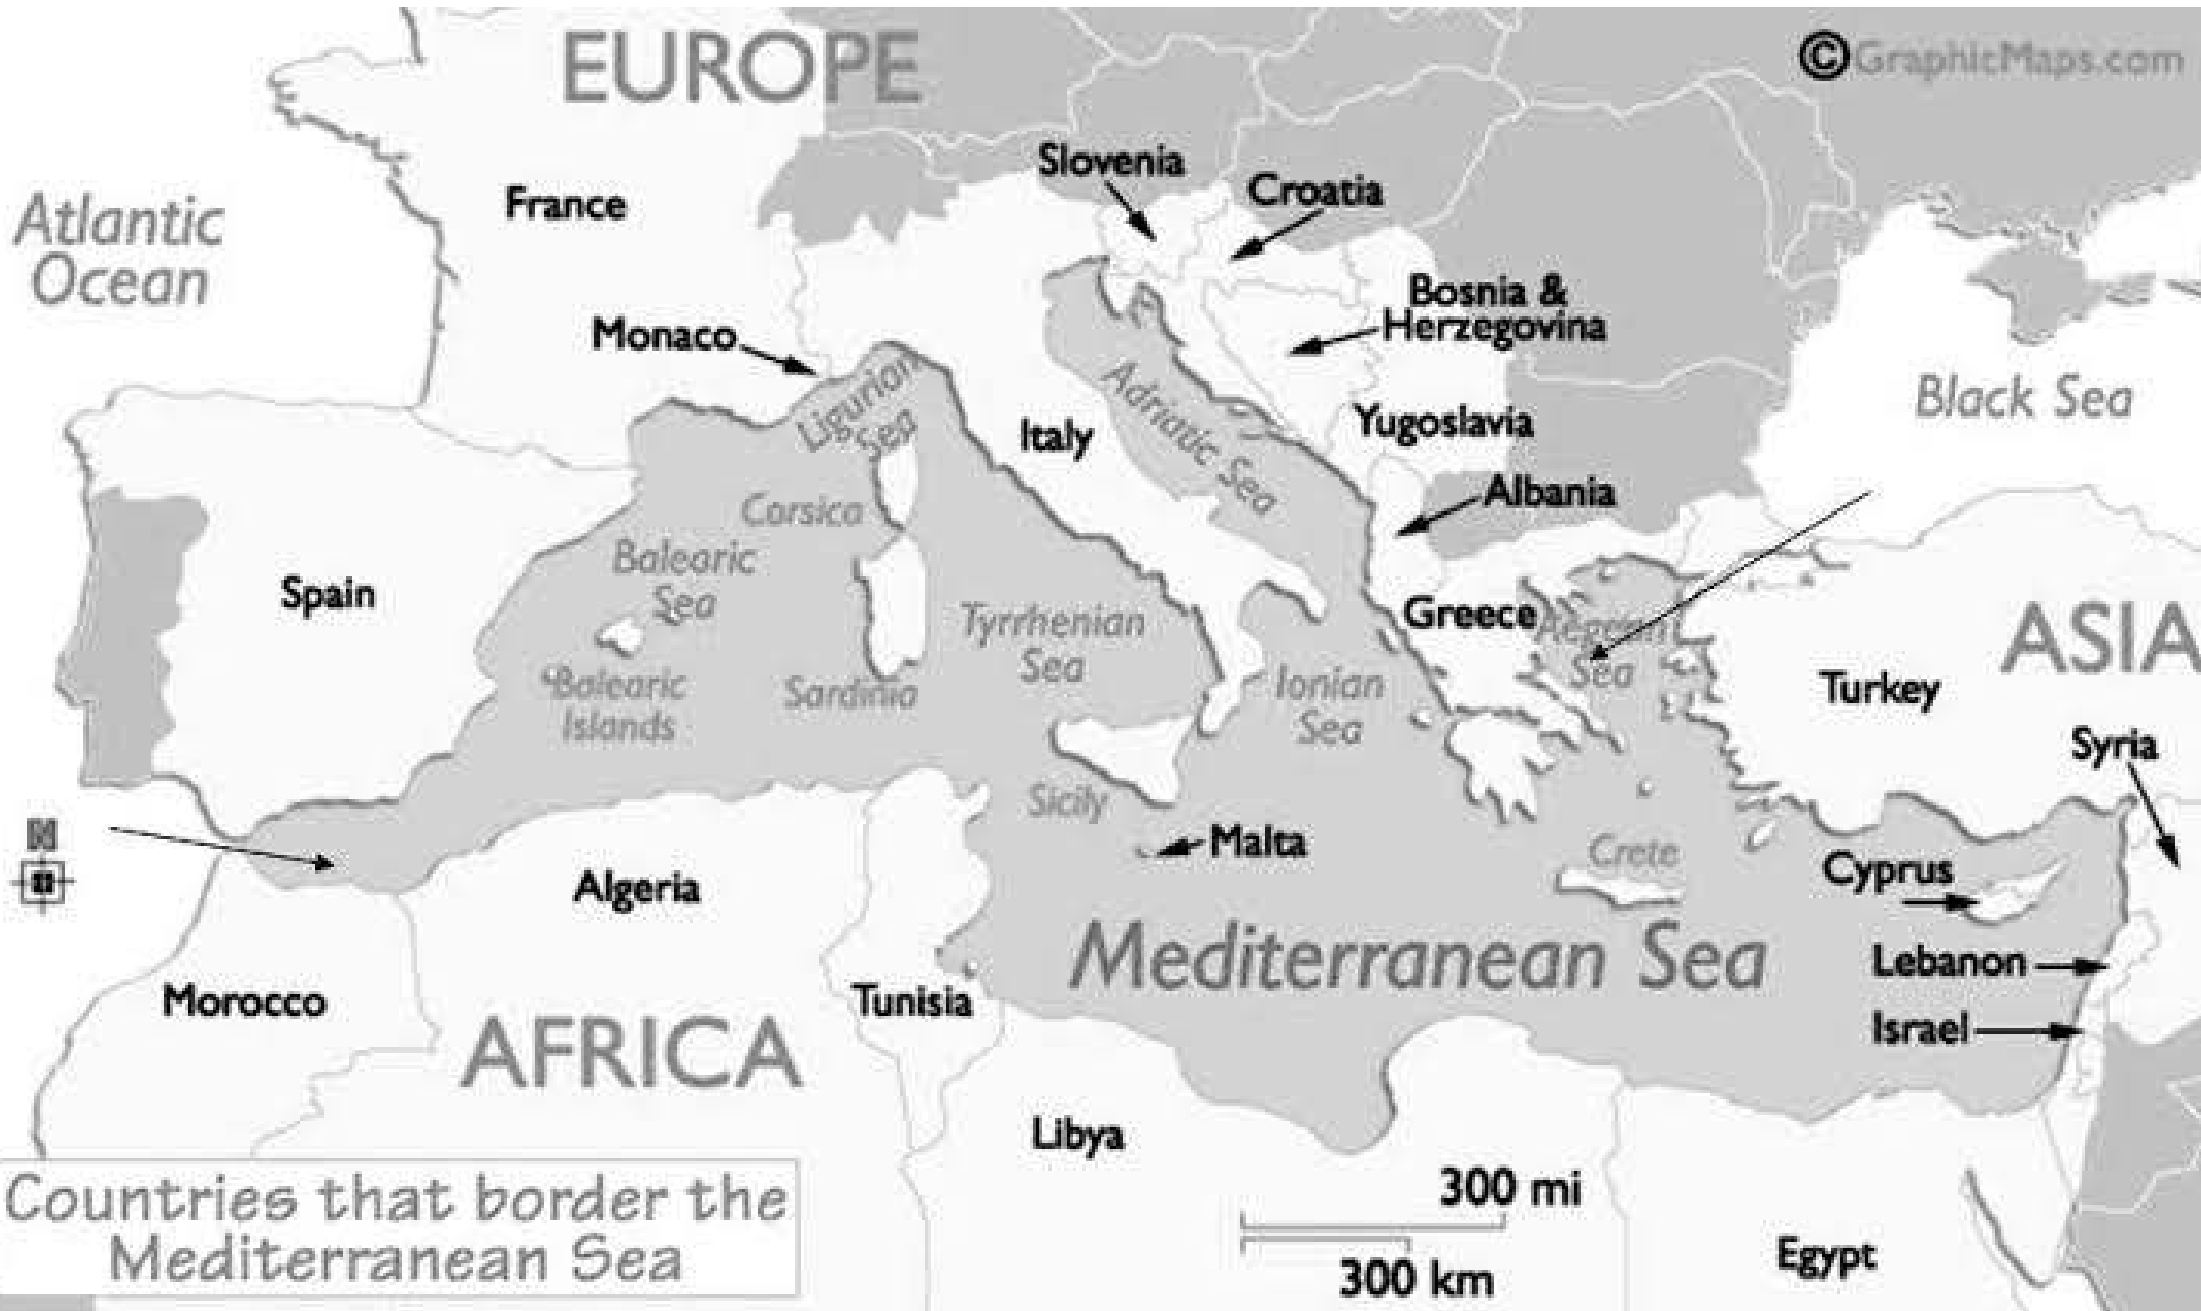 EUROPE
© GraphicMaps.com
Slovenia
Croatia
France
Atlantic
Ocean
Bosnia &
Herzegovina
Monaco
Ligurian
Sea
Adriatic Sea
Black Sea
Italy
Yugoslavia
Albania
Corsica
Balearic
Sea
Spain
Tyrrhenian
Sea
Greece
Aegean
Sea
ASIA
Balearic
Islands
Sardinia
Ionian
Sea
Turkey
Syria
Sicily
N
Malta
Crete
Cyprus
Algeria
Mediterranean Sea
Lebanon
Morocco
Tunisia
Israel
AFRICA
Libya
300 mi
300 km
Egypt
Countries that border the
Mediterranean Sea